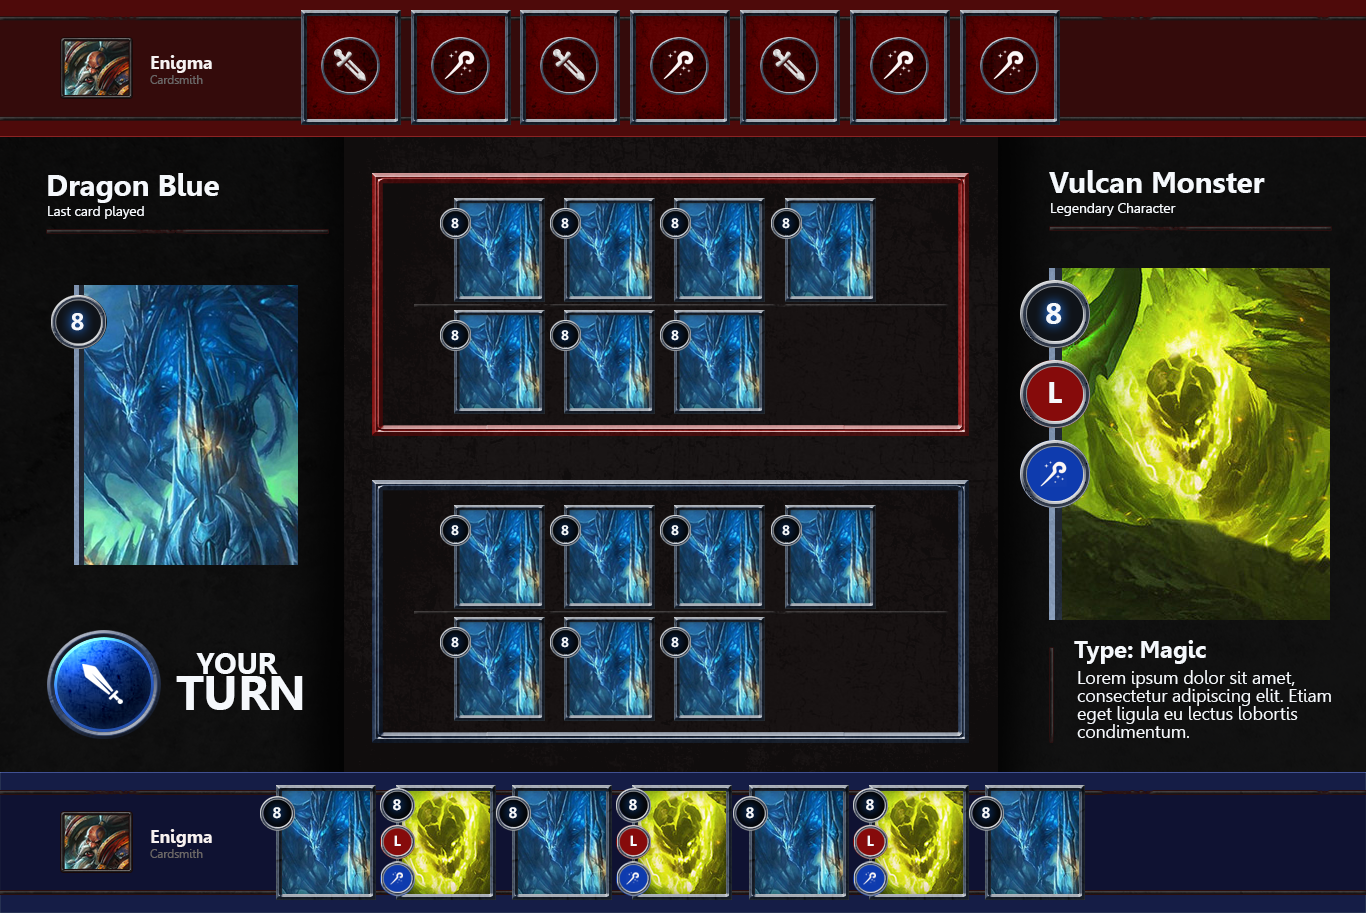 Enigma
Cardsmith
Dragon Blue
Last card played
8
YOUR
TURN
8
8
8
8
8
8
8
8
8
8
8
8
8
8
Vulcan Monster
Legendary Character
8
L
Type: Magic
Lorem ipsum dolor sit amet,
consectetur adipiscing elit. Etiam
eget ligula eu lectus lobortis
condimentum.
Enigma
Cardsmith
8
8
L
8
8
L
8
8
L
8